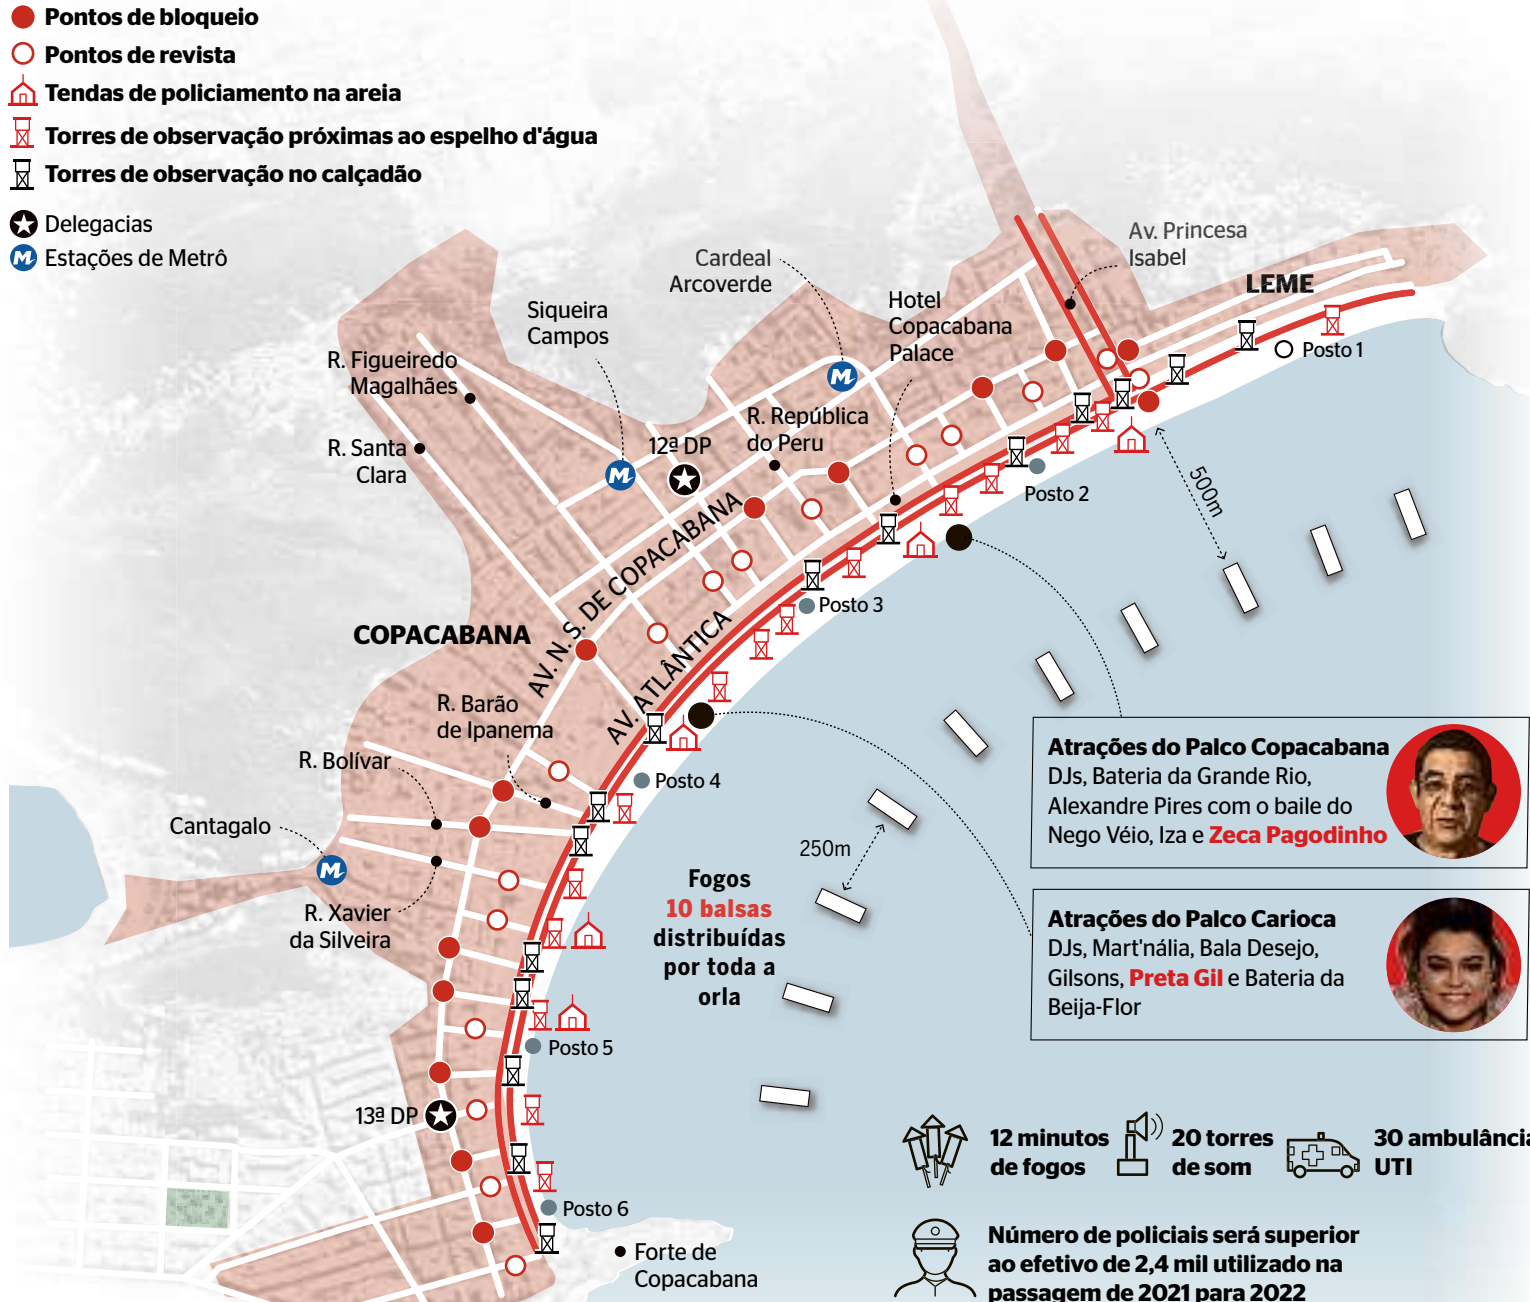 Pontos de bloqueio
Pontos de revista
Tendas de policiamento na areia
Torres de observação próximas ao espelho d'água
Torres de observação no calçadão
Delegacias
Estações de Metrô
Av. Princesa
Isabel
Cardeal
Arcoverde
LEME
Hotel
Copacabana
Palace
Siqueira
Campos
Posto 1
R. Figueiredo
Magalhães
R. República
do Peru
R. Santa
Clara
12ª DP
Posto 2
500m
AV. N. S. DE COPACABANA
Posto 3
COPACABANA
AV. ATLÂNTICA
R. Barão
de Ipanema
R. Bolívar
Posto 4
Cantagalo
R. Xavier
da Silveira
250m
Fogos
10 balsas
distribuídas
por toda a
orla
Atrações do Palco Copacabana
DJs, Bateria da Grande Rio,
Alexandre Pires com o baile do
Nego Véio, Iza e Zeca Pagodinho
Atrações do Palco Carioca
DJs, Mart'nália, Bala Desejo,
Gilsons, Preta Gil e Bateria da
Beija-Flor
Posto 5
13ª DP
Posto 6
Forte de
Copacabana
12 minutos
de fogos
20 torres
de som
30 ambulância
UTI
Número de policiais será superior
ao efetivo de 2,4 mil utilizado na
passagem de 2021 para 2022